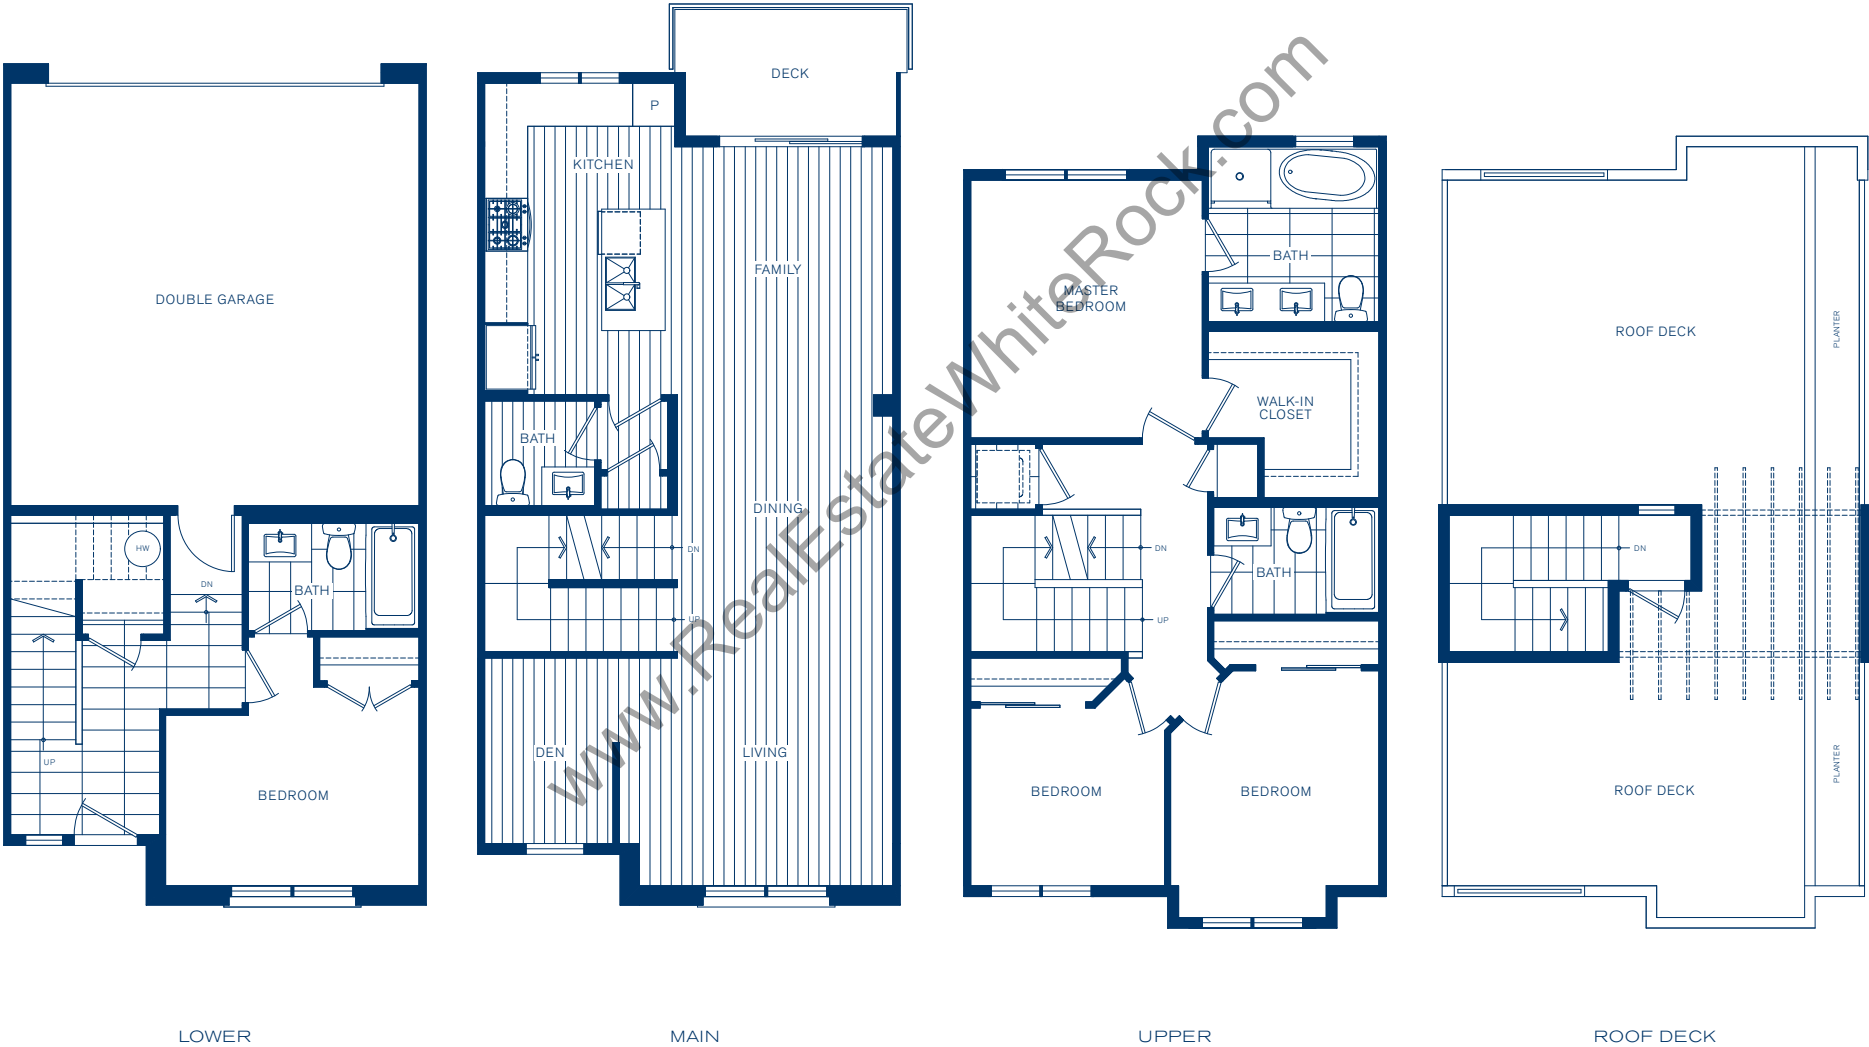 DOUBLE GARAGE
HW
DN
BATH
UP
BEDROOM
LOWER
DECK
P
KITCHEN
FAMILY
BATH
DINING
DN
UP
DEN
LIVING
MAIN
BATH
MASTER
BEDROOM
WALK-IN
CLOSET
DN
BATH
UP
BEDROOM
BEDROOM
UPPER
ROOF DECK
PLANTER
DN
PLANTER
ROOF DECK
ROOF DECK
www.RealEstateWhiteRock.com